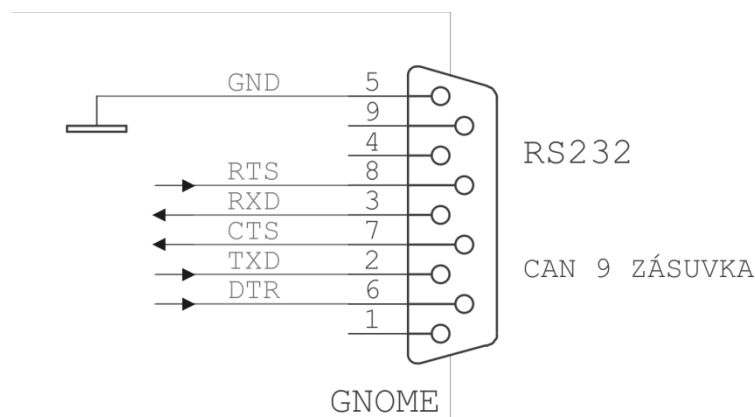 GND 5
9
4
RTS 8
RXD 3
CTS 7
TXD 2
DTR 6
1
RS232
CAN 9 ZÁSUVKA
GNOME